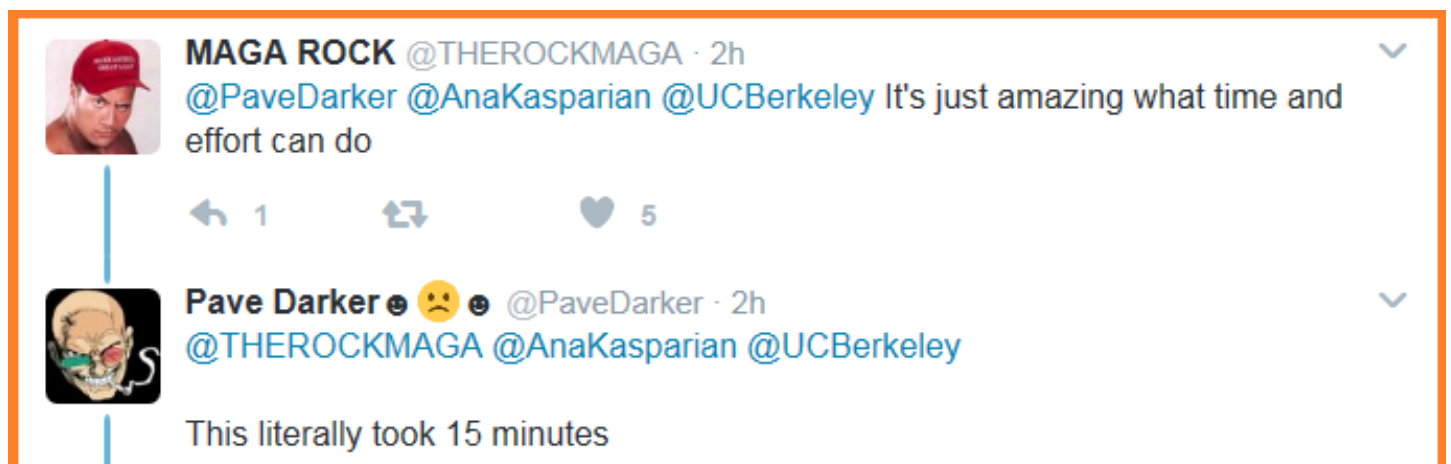 MAGA ROCK @THEROCKMAGA · 2h
@PaveDarker @AnaKasparian @UCBerkeley It's just amazing what time and
effort can do
1 5
Pave Darker☻🙁☻ @PaveDarker · 2h
@THEROCKMAGA @AnaKasparian @UCBerkeley
This literally took 15 minutes